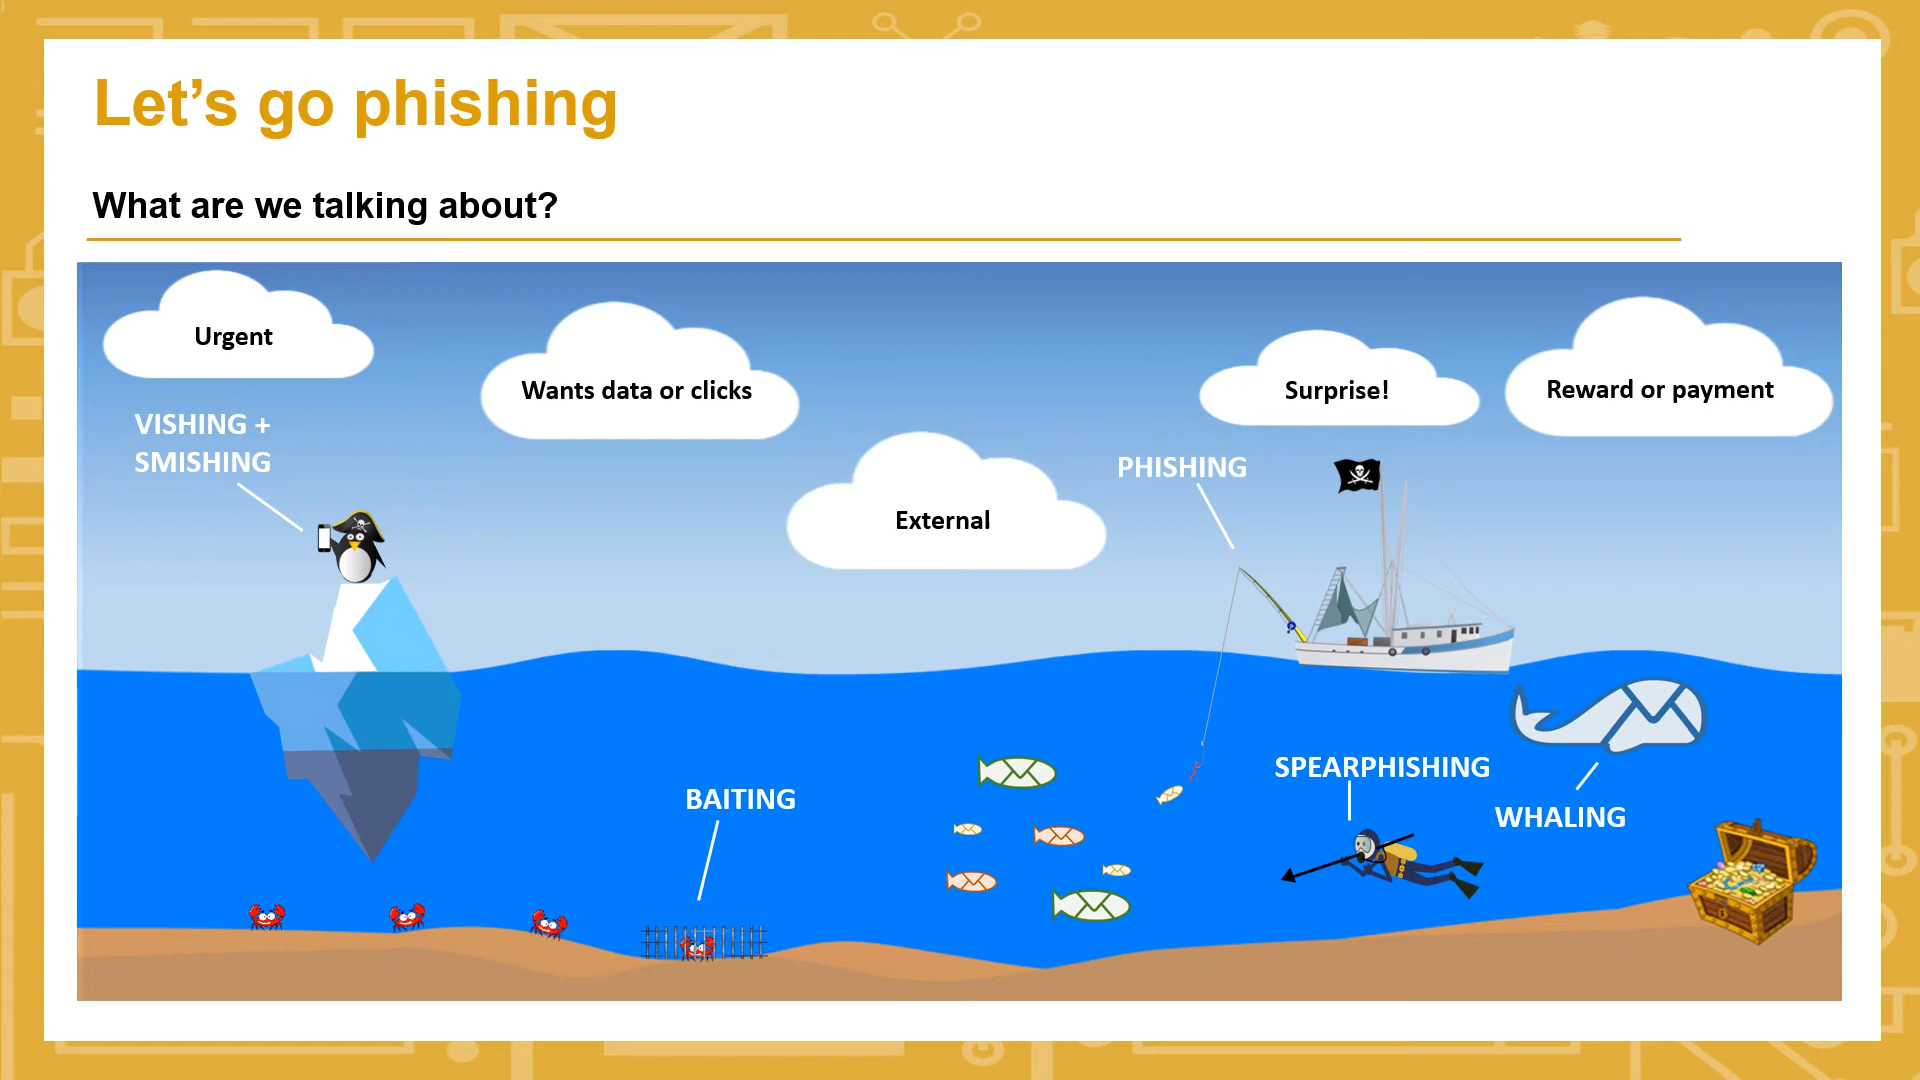 Let’s go phishing
What are we talking about?
Urgent
Wants data or clicks
Surprise!
Reward or payment
VISHING +
SMISHING
PHISHING
External
SPEARPHISHING
BAITING
WHALING